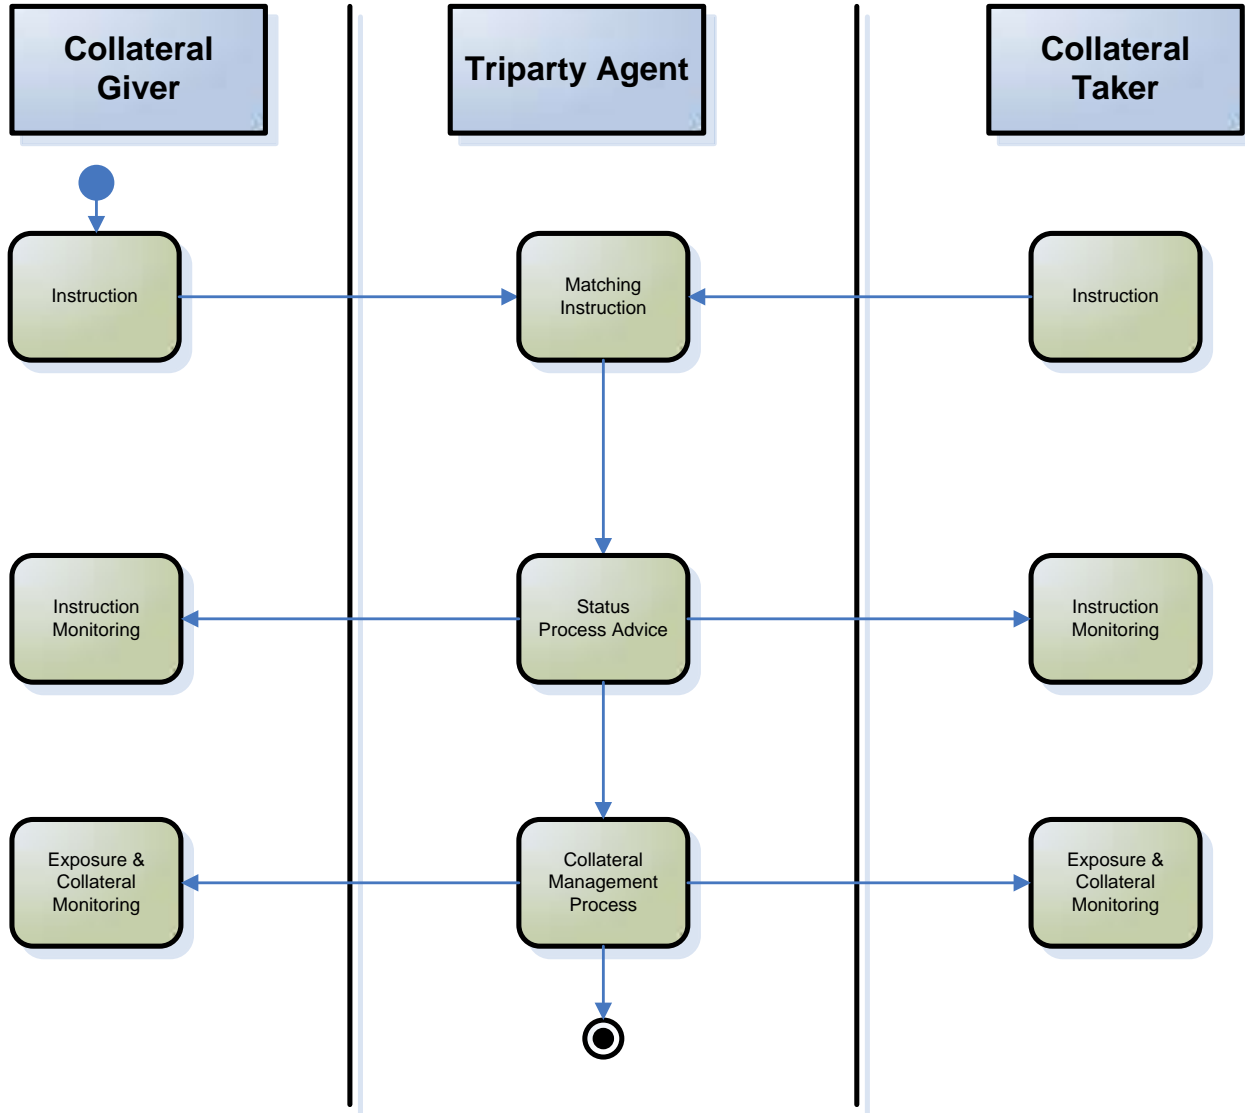 Collateral
Giver
Triparty Agent
Collateral
Taker
Instruction
Matching
Instruction
Instruction
Instruction
Monitoring
Status
Process Advice
Instruction
Monitoring
Exposure &
Collateral
Monitoring
Collateral
Management
Process
Exposure &
Collateral
Monitoring